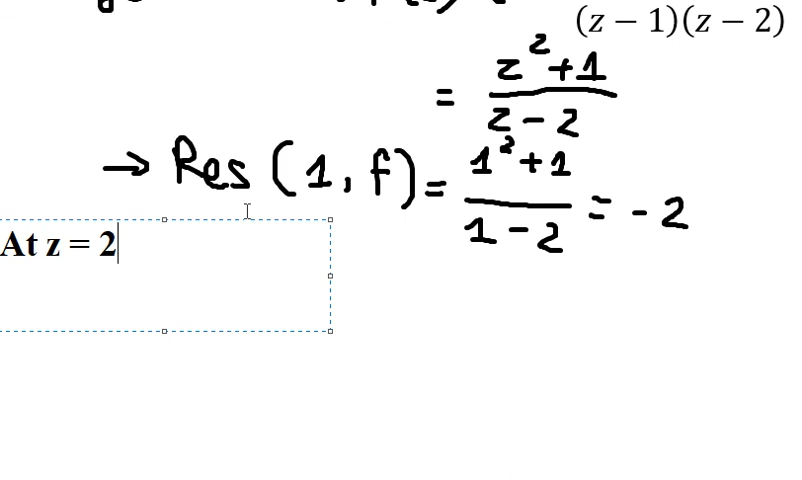 (z − 1)(z − 2)
= z²+1 / z−2
→ Res (1, f) = 1²+1 / 1−2 = −2
At z = 2